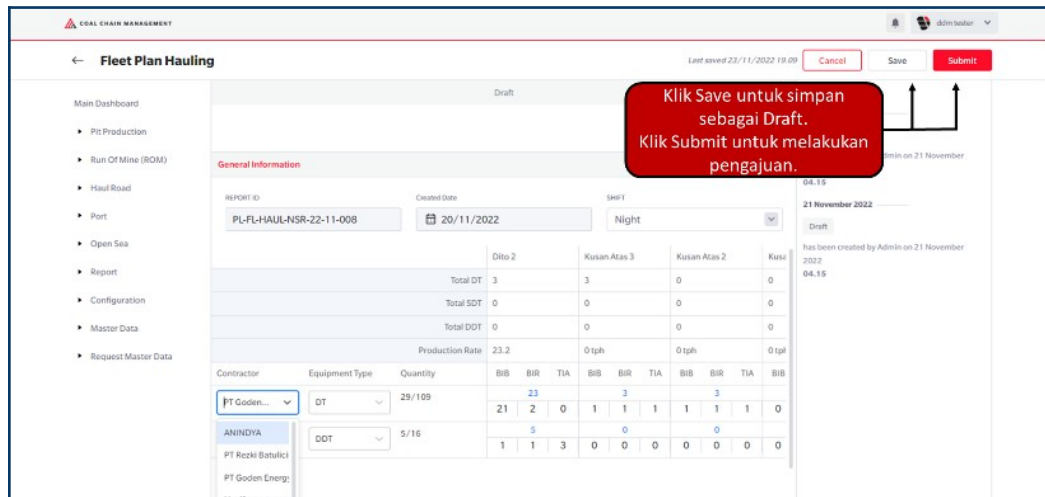 COAL CHAIN MANAGEMENT
ddm tester
← Fleet Plan Hauling
Last saved 23/11/2022 19.09
Cancel
Save
Submit
Klik Save untuk simpan
sebagai Draft.
Klik Submit untuk melakukan
pengajuan.
Main Dashboard
Pit Production
Run Of Mine (ROM)
Haul Road
Port
Open Sea
Report
Configuration
Master Data
Request Master Data
Draft
General Information
REPORT ID
Created Date
SHIFT
PL-FL-HAUL-NSR-22-11-008
20/11/2022
Night
Dito 2 Kusan Atas 3 Kusan Atas 2
Total DT 3 3 0 0
Total SDT 0 0 0 0
Total DDT 0 0 0 0
Production Rate 23.2 0 tph 0 tph
Contractor Equipment Type Quantity BIB BIR TIA BIB BIR TIA BIB BIR TIA BIB
PT Goden... DT 29/109
23 3 3
21 2 0 1 1 1 1 1 1 0
DDT 5/16
5 0 0
1 1 3 0 0 0 0 0 0 0
ANINDYA
PT Rezki Batulici
PT Goden Energy
dmin on 21 November
04.15
21 November 2022
Draft
has been created by Admin on 21 November
2022
04.15